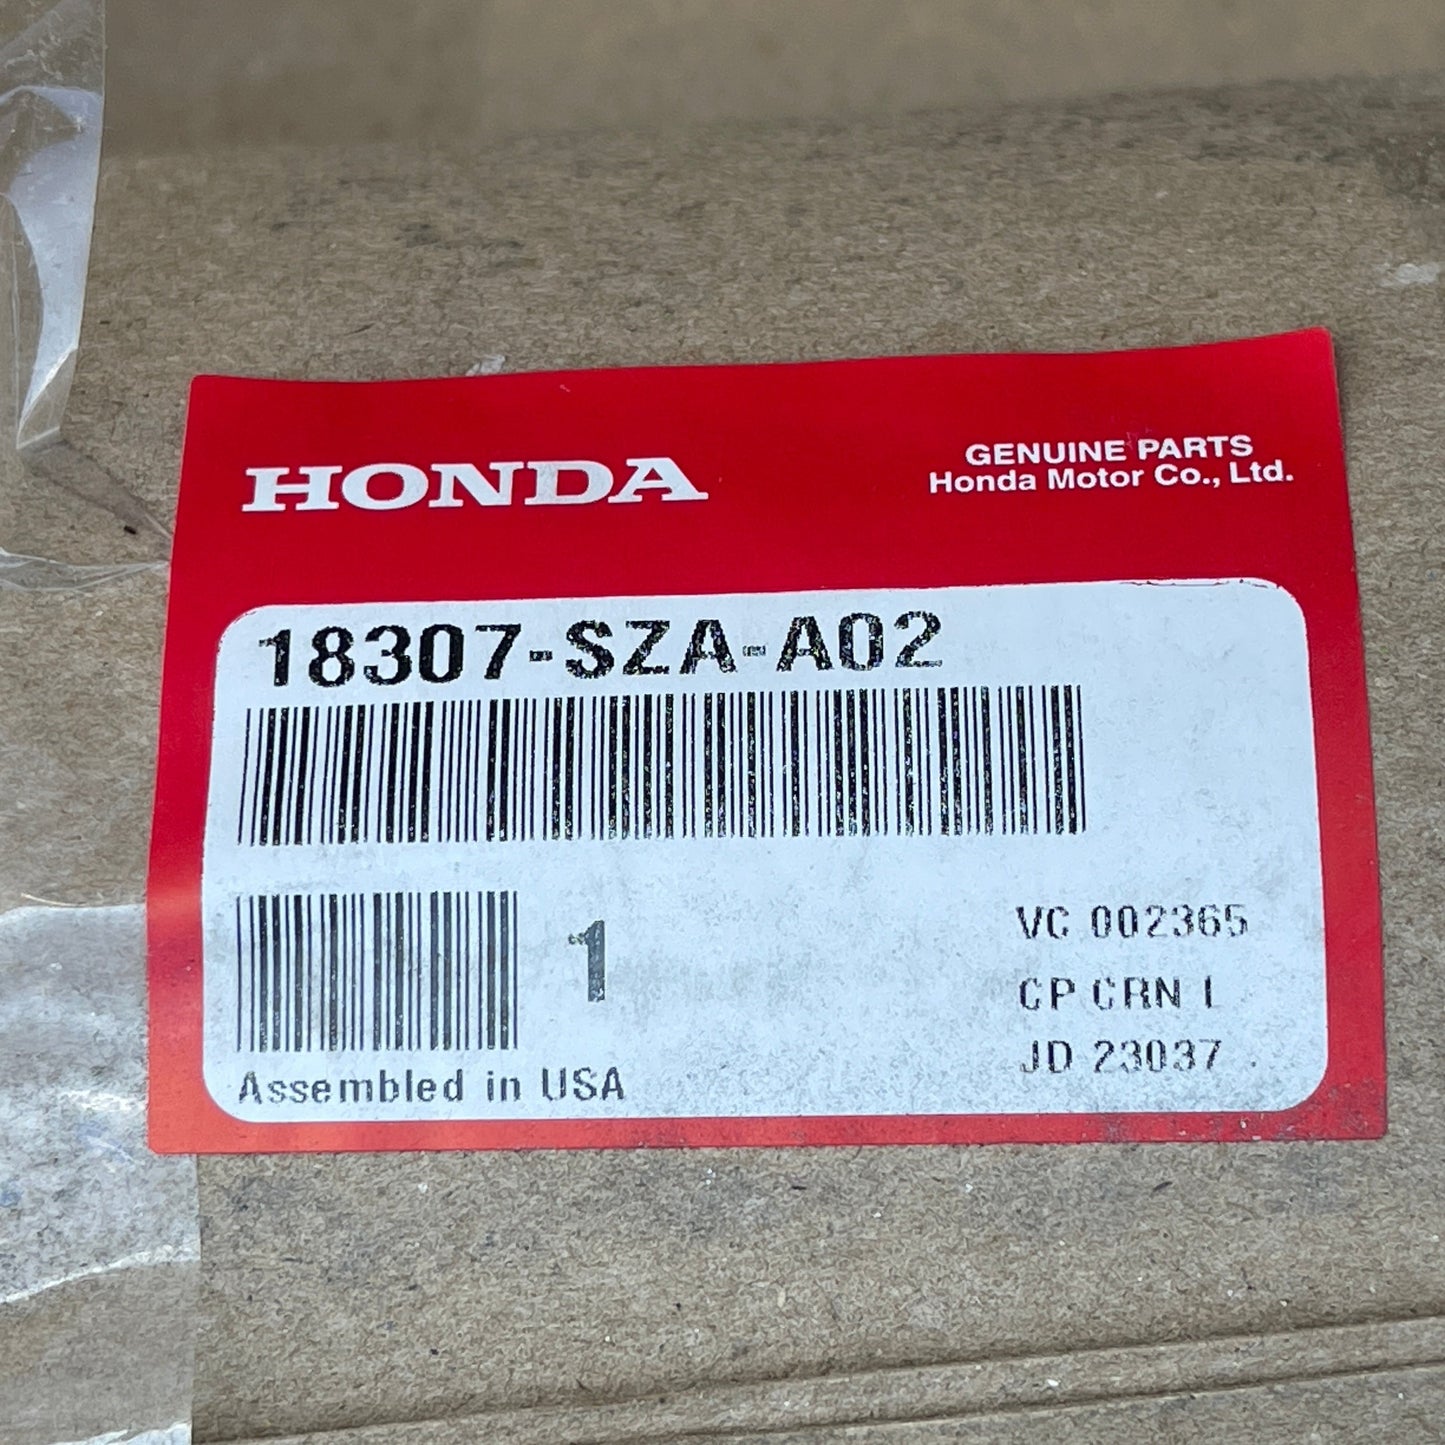 HONDA
GENUINE PARTS
Honda Motor Co., Ltd.
18307-SZA-A02
1
VC 002365
CP CRN L
JD 23037
Assembled in USA